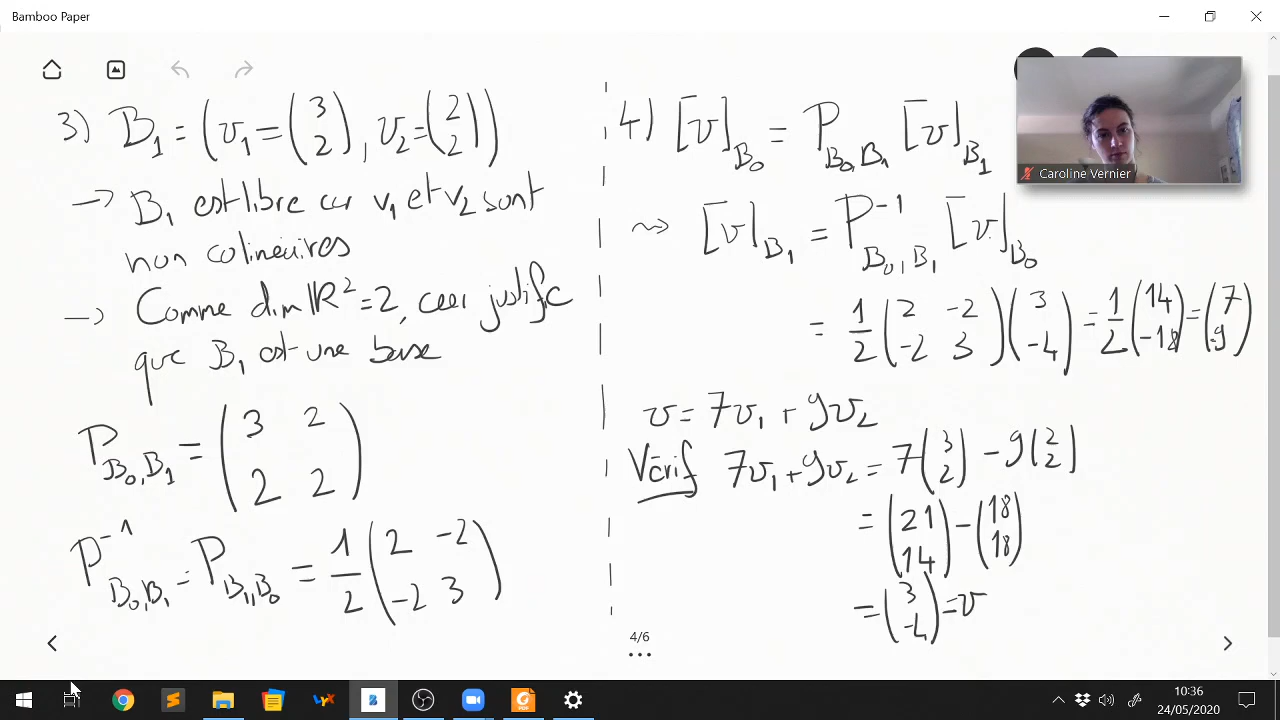 Bamboo Paper
3) B₁ = (v₁ = (3 2), v₂ = (2 2))
→ B₁ est libre car v₁ et v₂ sont
non colinéaires
→ Comme dim ℝ² = 2, ceci justifie
que B₁ est une base
P_{B₀,B₁} = (3 2 ; 2 2)
P⁻¹_{B₀,B₁} = P_{B₁,B₀} = 1/2 (2 -2 ; -2 3)
4) [v]_{B₀} = P_{B₀,B₁} [v]_{B₁}
⇝ [v]_{B₁} = P⁻¹_{B₀,B₁} [v]_{B₀}
= 1/2 (2 -2 ; -2 3) (3 ; -4) = 1/2 (14 ; -18) = (7 ; 9)
v = 7v₁ + 9v₂
Vérif 7v₁ + 9v₂ = 7 (3 ; 2) - 9 (2 ; 2)
= (21 ; 14) - (18 ; 18)
= (3 ; -4) = v
Caroline Vernier
4/6
10:36
24/05/2020